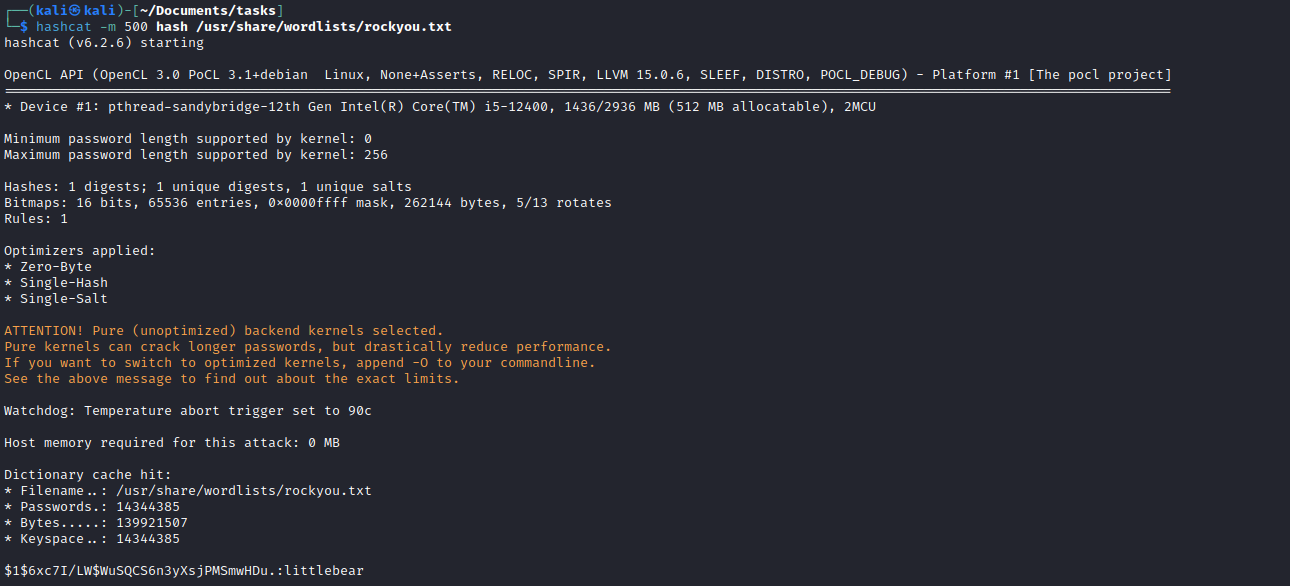 ┌──(kali㉿kali)-[~/Documents/tasks]
└─$ hashcat -m 500 hash /usr/share/wordlists/rockyou.txt
hashcat (v6.2.6) starting
OpenCL API (OpenCL 3.0 PoCL 3.1+debian  Linux, None+Asserts, RELOC, SPIR, LLVM 15.0.6, SLEEF, DISTRO, POCL_DEBUG) - Platform #1 [The pocl project]
==================================================================================================================================================
* Device #1: pthread-sandybridge-12th Gen Intel(R) Core(TM) i5-12400, 1436/2936 MB (512 MB allocatable), 2MCU
Minimum password length supported by kernel: 0
Maximum password length supported by kernel: 256
Hashes: 1 digests; 1 unique digests, 1 unique salts
Bitmaps: 16 bits, 65536 entries, 0x0000ffff mask, 262144 bytes, 5/13 rotates
Rules: 1
Optimizers applied:
* Zero-Byte
* Single-Hash
* Single-Salt
ATTENTION! Pure (unoptimized) backend kernels selected.
Pure kernels can crack longer passwords, but drastically reduce performance.
If you want to switch to optimized kernels, append -O to your commandline.
See the above message to find out about the exact limits.
Watchdog: Temperature abort trigger set to 90c
Host memory required for this attack: 0 MB
Dictionary cache hit:
* Filename..: /usr/share/wordlists/rockyou.txt
* Passwords.: 14344385
* Bytes.....: 139921507
* Keyspace..: 14344385
$1$6xc7I/LW$WuSQCS6n3yXsjPMSmwHDu.:littlebear